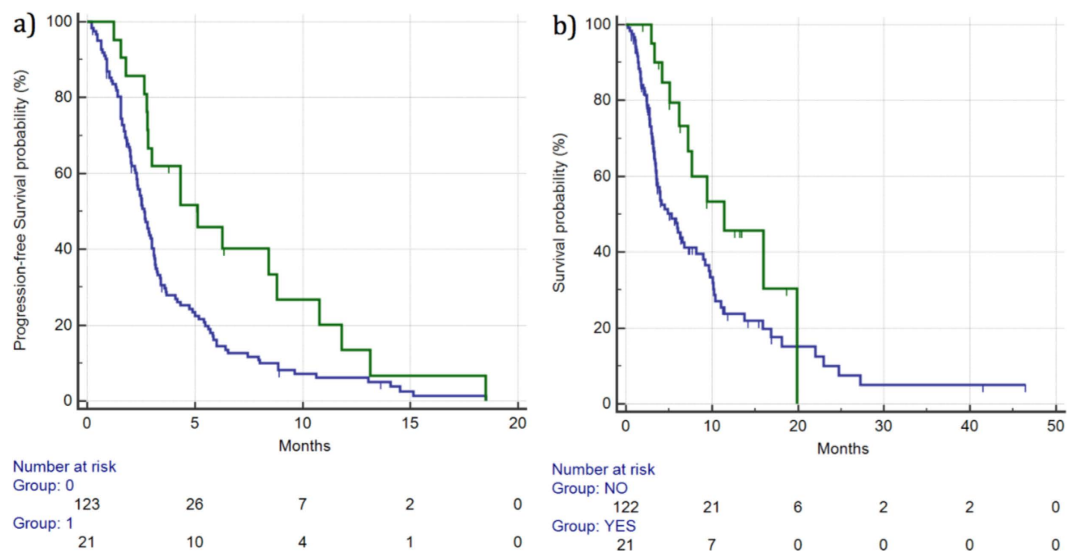 a)
Progression-free Survival probability (%)
100
80
60
40
20
0
0 5 10 15 20
Months
Number at risk
Group: 0
123 26 7 2 0
Group: 1
21 10 4 1 0
b)
Survival probability (%)
100
80
60
40
20
0
0 10 20 30 40 50
Months
Number at risk
Group: NO
122 21 6 2 2 0
Group: YES
21 7 0 0 0 0